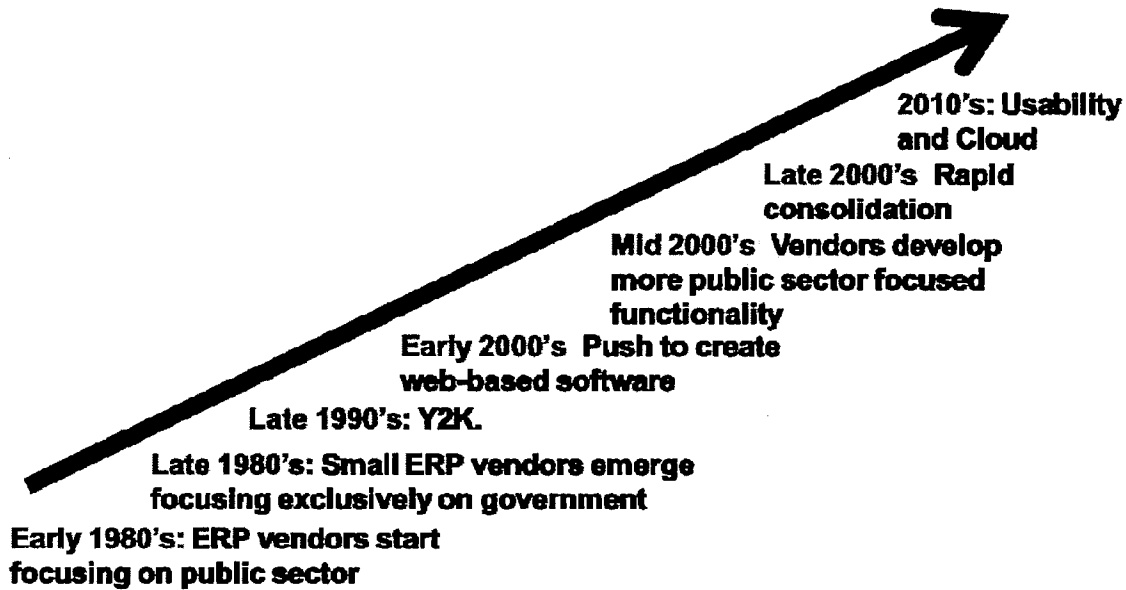 2010's: Usability
and Cloud
Late 2000's Rapid
consolidation
Mid 2000's Vendors develop
more public sector focused
functionality
Early 2000's Push to create
web-based software
Late 1990's: Y2K.
Late 1980's: Small ERP vendors emerge
focusing exclusively on government
Early 1980's: ERP vendors start
focusing on public sector